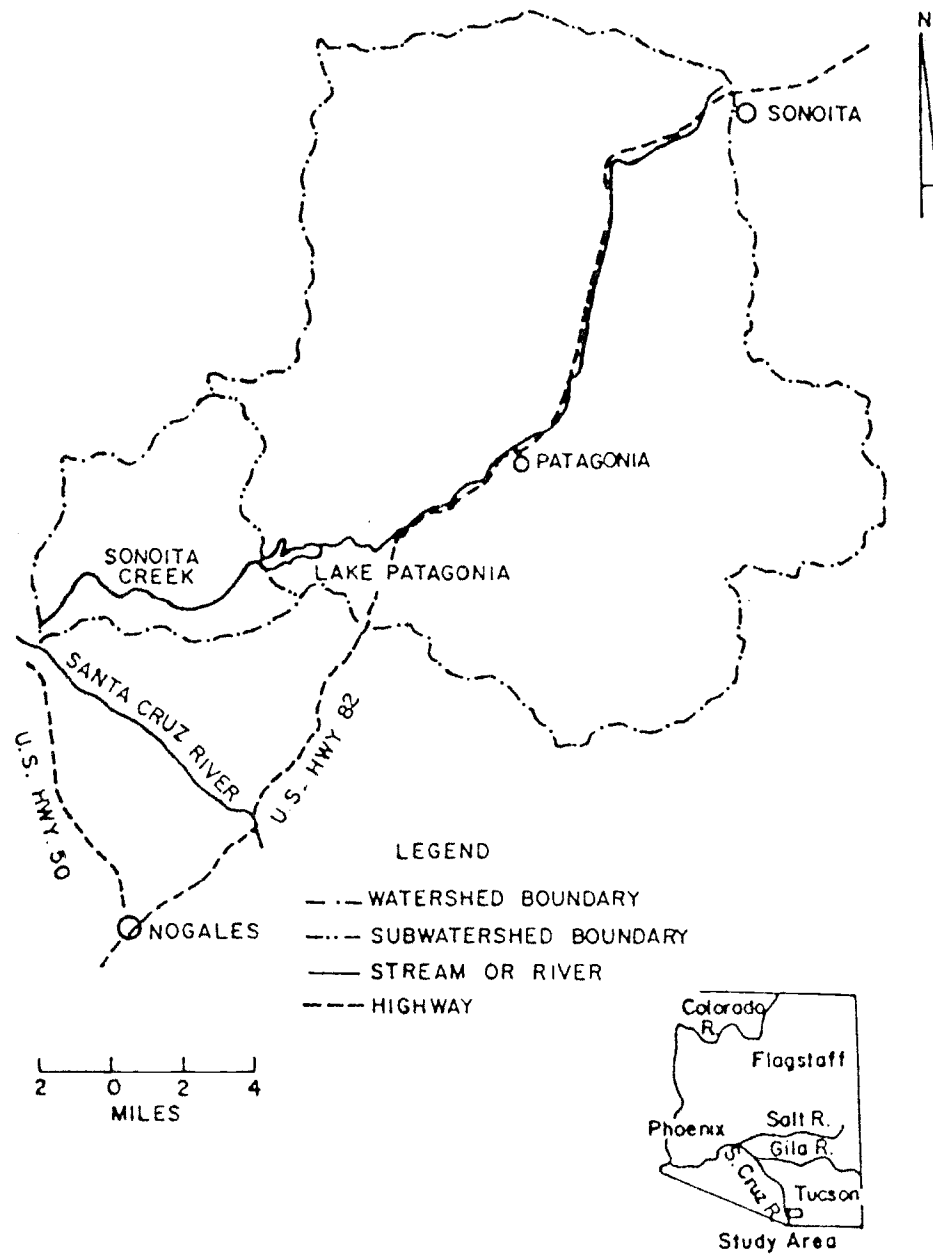 N
SONOITA
PATAGONIA
SONOITA
CREEK
LAKE PATAGONIA
SANTA CRUZ RIVER
U.S. HWY 82
U.S. HWY. 50
NOGALES
LEGEND
WATERSHED BOUNDARY
SUBWATERSHED BOUNDARY
STREAM OR RIVER
HIGHWAY
2 0 2 4
MILES
Colorado
R.
Flagstaff
Phoenix
Salt R.
Gila R.
S. Cruz R.
Tucson
Study Area